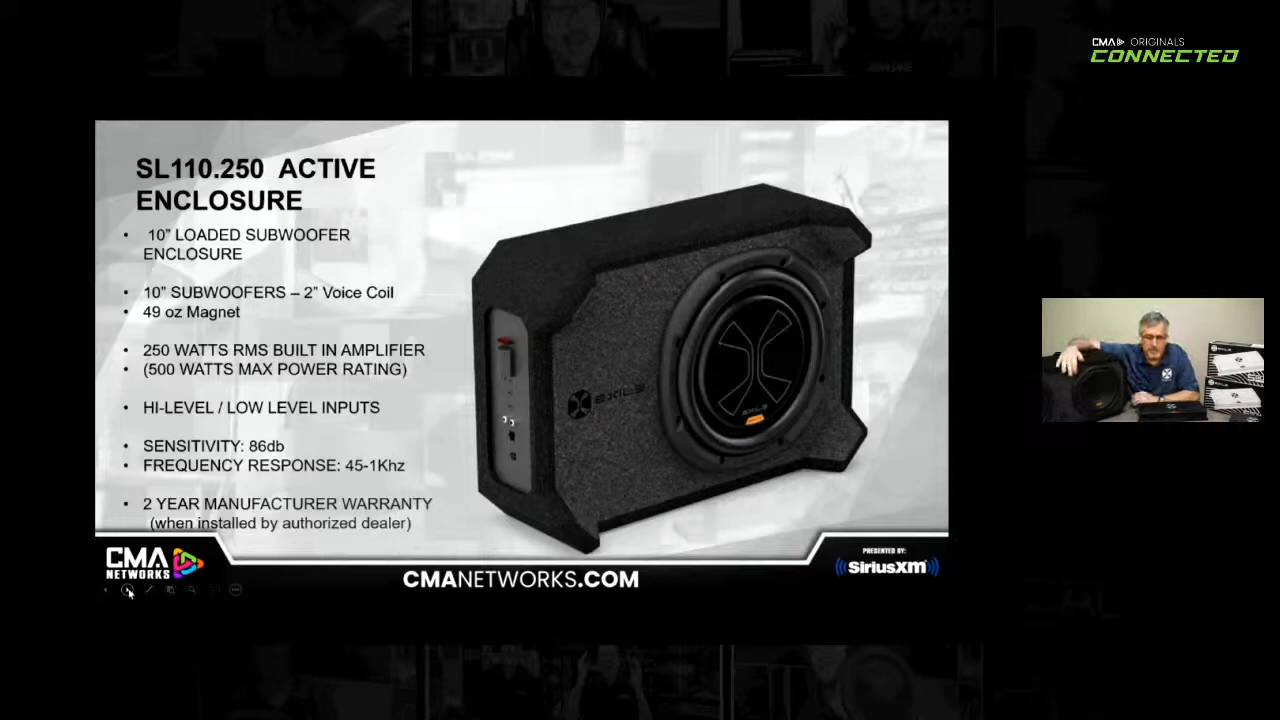 CMA ORIGINALS
CONNECTED
SL110.250 ACTIVE
ENCLOSURE
• 10” LOADED SUBWOOFER
ENCLOSURE
• 10” SUBWOOFERS – 2” Voice Coil
• 49 oz Magnet
• 250 WATTS RMS BUILT IN AMPLIFIER
• (500 WATTS MAX POWER RATING)
• HI-LEVEL / LOW LEVEL INPUTS
• SENSITIVITY: 86db
• FREQUENCY RESPONSE: 45-1Khz
• 2 YEAR MANUFACTURER WARRANTY
(when installed by authorized dealer)
EXILE
EXILE
CMA
NETWORKS
CMANETWORKS.COM
PRESENTED BY:
SiriusXM